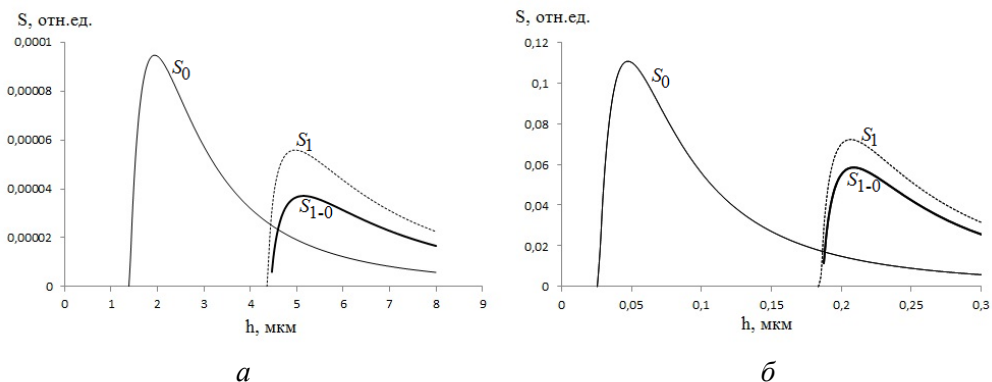 S, отн.ед.
0,0001
0,00008
0,00006
0,00004
0,00002
0
S0
S1
S1-0
0 1 2 3 4 5 6 7 8 9
h, мкм
а
S, отн.ед.
0,12
0,1
0,08
0,06
0,04
0,02
0
S0
S1
S1-0
0 0,05 0,1 0,15 0,2 0,25 0,3
h, мкм
б